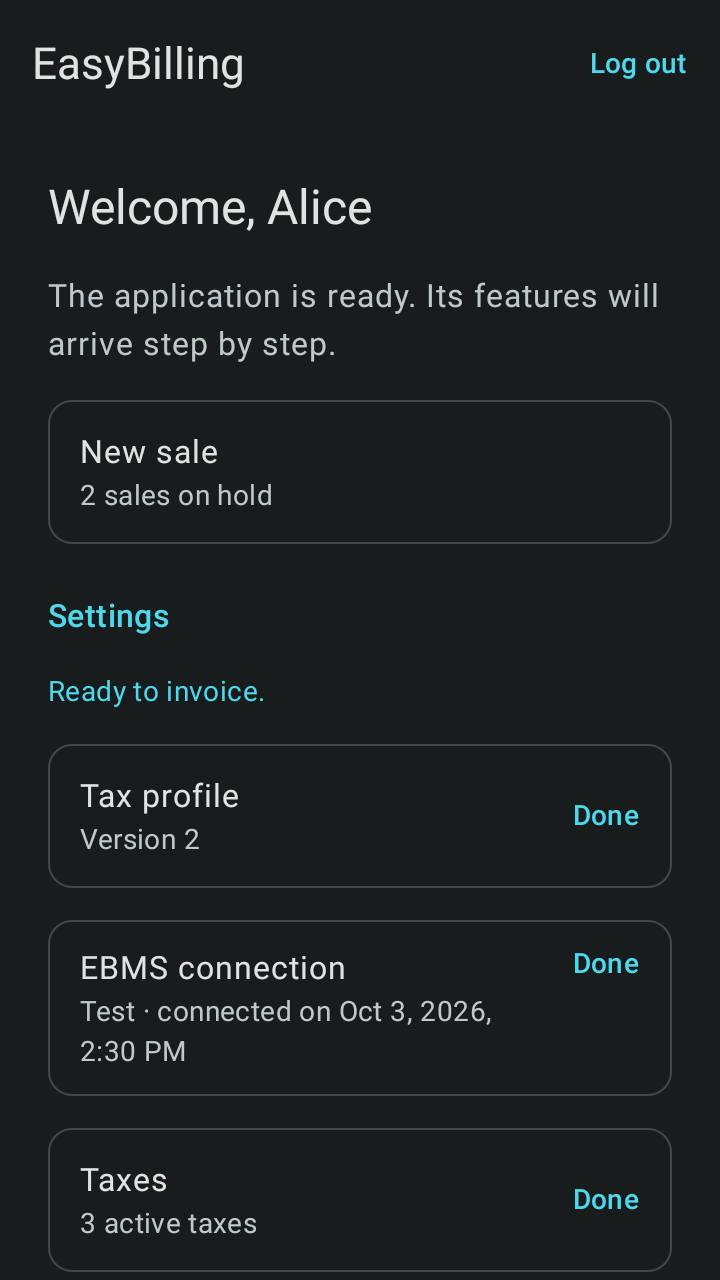 EasyBilling
Log out
Welcome, Alice
The application is ready. Its features will
arrive step by step.
New sale
2 sales on hold
Settings
Ready to invoice.
Tax profile
Done
Version 2
EBMS connection
Done
Test · connected on Oct 3, 2026,
2:30 PM
Taxes
Done
3 active taxes